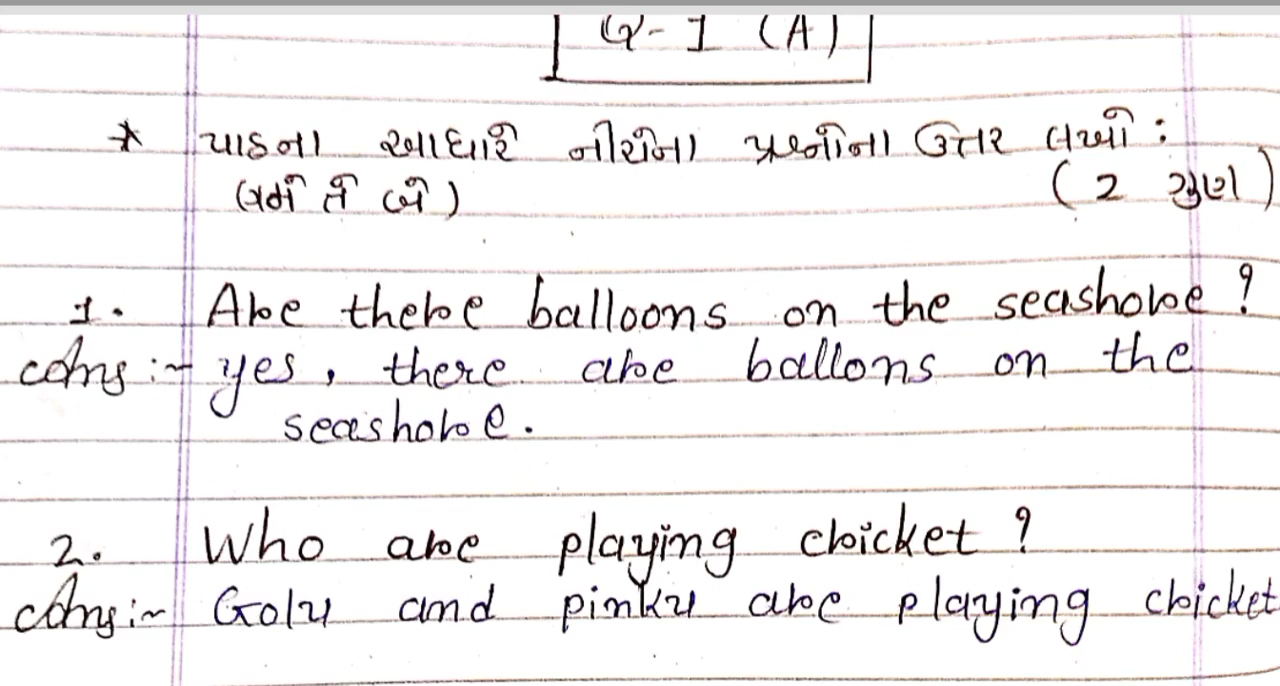 Q-1 (A)
* પાઠના આધારે નીચેના પ્રશ્નોના ઉત્તર લખો :
(ગમે તે બે) (2 ગુણ)
1. Are there balloons on the seashore ?
Ans :- yes, there are ballons on the
seashore.
2. Who are playing cricket ?
Ans :- Golu and pinku are playing cricket